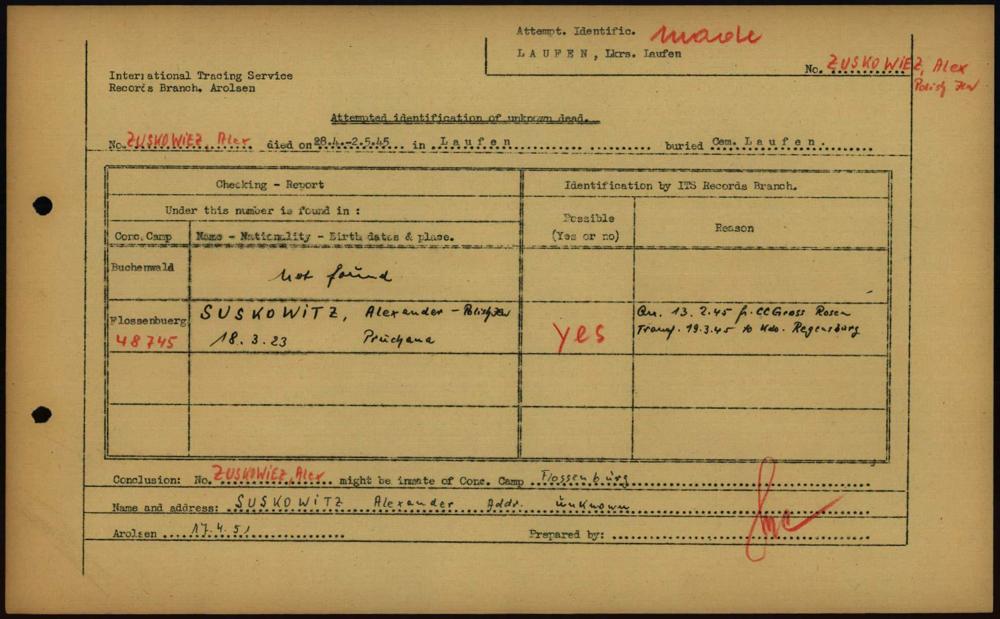 Attempt. Identific. made
LAUFEN, Lkrs. Laufen
No. ZUSKOWIEZ, Alex
Polish Jew
International Tracing Service
Records Branch. Arolsen
Attempted identification of unknown dead.
No. ZUSKOWIEZ, Alex died on 28.4.-2.5.45 in Laufen buried Cem. Laufen.
Checking - Report
Identification by ITS Records Branch.
Under this number is found in :
Possible
(Yes or no)
Reason
Conc. Camp
Name - Nationality - Birth dates & place.
Buchenwald
not found
Flossenbuerg
48745
SUSKOWITZ, Alexander - Polish Jew
18.3.23 Pruchana
yes
13.2.45 fr. CC Gross Rosen
Transf. 19.3.45 to Kdo. Regensburg
Conclusion: No. ZUSKOWIEZ, Alex might be inmate of Conc. Camp Flossenbürg
Name and address: SUSKOWITZ Alexander Addr. unknown
Arolsen 17.4.51
Prepared by: